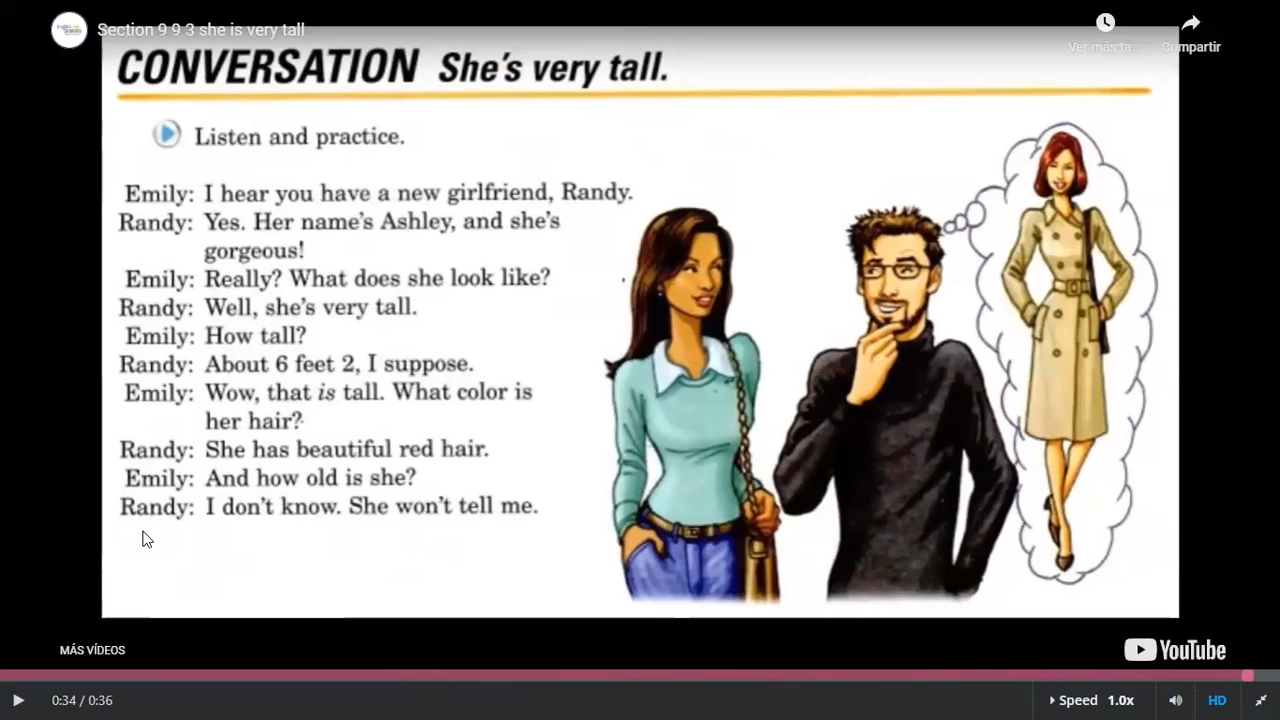 Section 9 9 3 she is very tall
Ver más ta...
Compartir
CONVERSATION She's very tall.
Listen and practice.
Emily: I hear you have a new girlfriend, Randy.
Randy: Yes. Her name's Ashley, and she's
gorgeous!
Emily: Really? What does she look like?
Randy: Well, she's very tall.
Emily: How tall?
Randy: About 6 feet 2, I suppose.
Emily: Wow, that is tall. What color is
her hair?
Randy: She has beautiful red hair.
Emily: And how old is she?
Randy: I don't know. She won't tell me.
MÁS VÍDEOS
YouTube
0:34 / 0:36
Speed 1.0x
HD